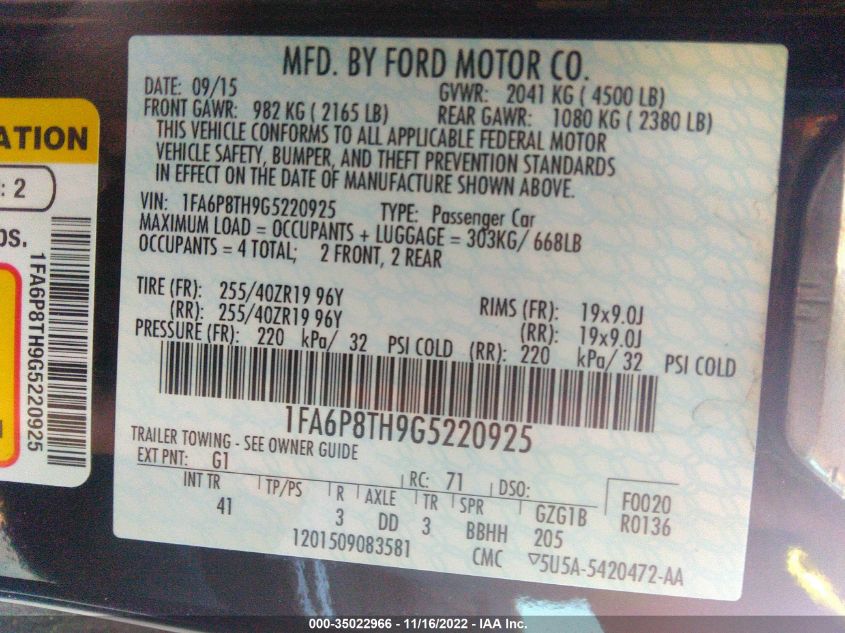 MFD. BY FORD MOTOR CO.
DATE: 09/15 GVWR: 2041 KG ( 4500 LB)
FRONT GAWR: 982 KG ( 2165 LB) REAR GAWR: 1080 KG ( 2380 LB)
THIS VEHICLE CONFORMS TO ALL APPLICABLE FEDERAL MOTOR
VEHICLE SAFETY, BUMPER, AND THEFT PREVENTION STANDARDS
IN EFFECT ON THE DATE OF MANUFACTURE SHOWN ABOVE.
VIN: 1FA6P8TH9G5220925 TYPE: Passenger Car
MAXIMUM LOAD = OCCUPANTS + LUGGAGE = 303KG/ 668LB
OCCUPANTS = 4 TOTAL; 2 FRONT, 2 REAR
TIRE (FR): 255/40ZR19 96Y RIMS (FR): 19x9.0J
(RR): 255/40ZR19 96Y (RR): 19x9.0J
PRESSURE (FR): 220 kPa/ 32 PSI COLD (RR): 220 kPa/ 32 PSI COLD
1FA6P8TH9G5220925
TRAILER TOWING - SEE OWNER GUIDE
EXT PNT: G1 RC: 71 DSO: F0020
INT TR TP/PS R AXLE TR SPR GZG1B R0136
41 3 DD 3 BBHH 205
1201509083581 CMC ▽5U5A-5420472-AA
ATION
: 2
OS.
1FA6P8TH9G5220925
000-35022966 - 11/16/2022 - IAA Inc.